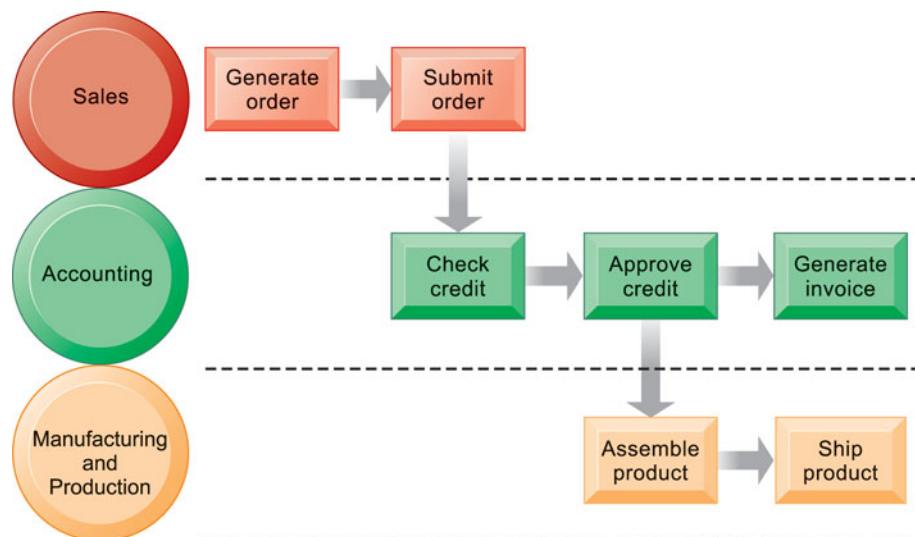 Sales
Generate
order
Submit
order
Accounting
Check
credit
Approve
credit
Generate
invoice
Manufacturing
and
Production
Assemble
product
Ship
product